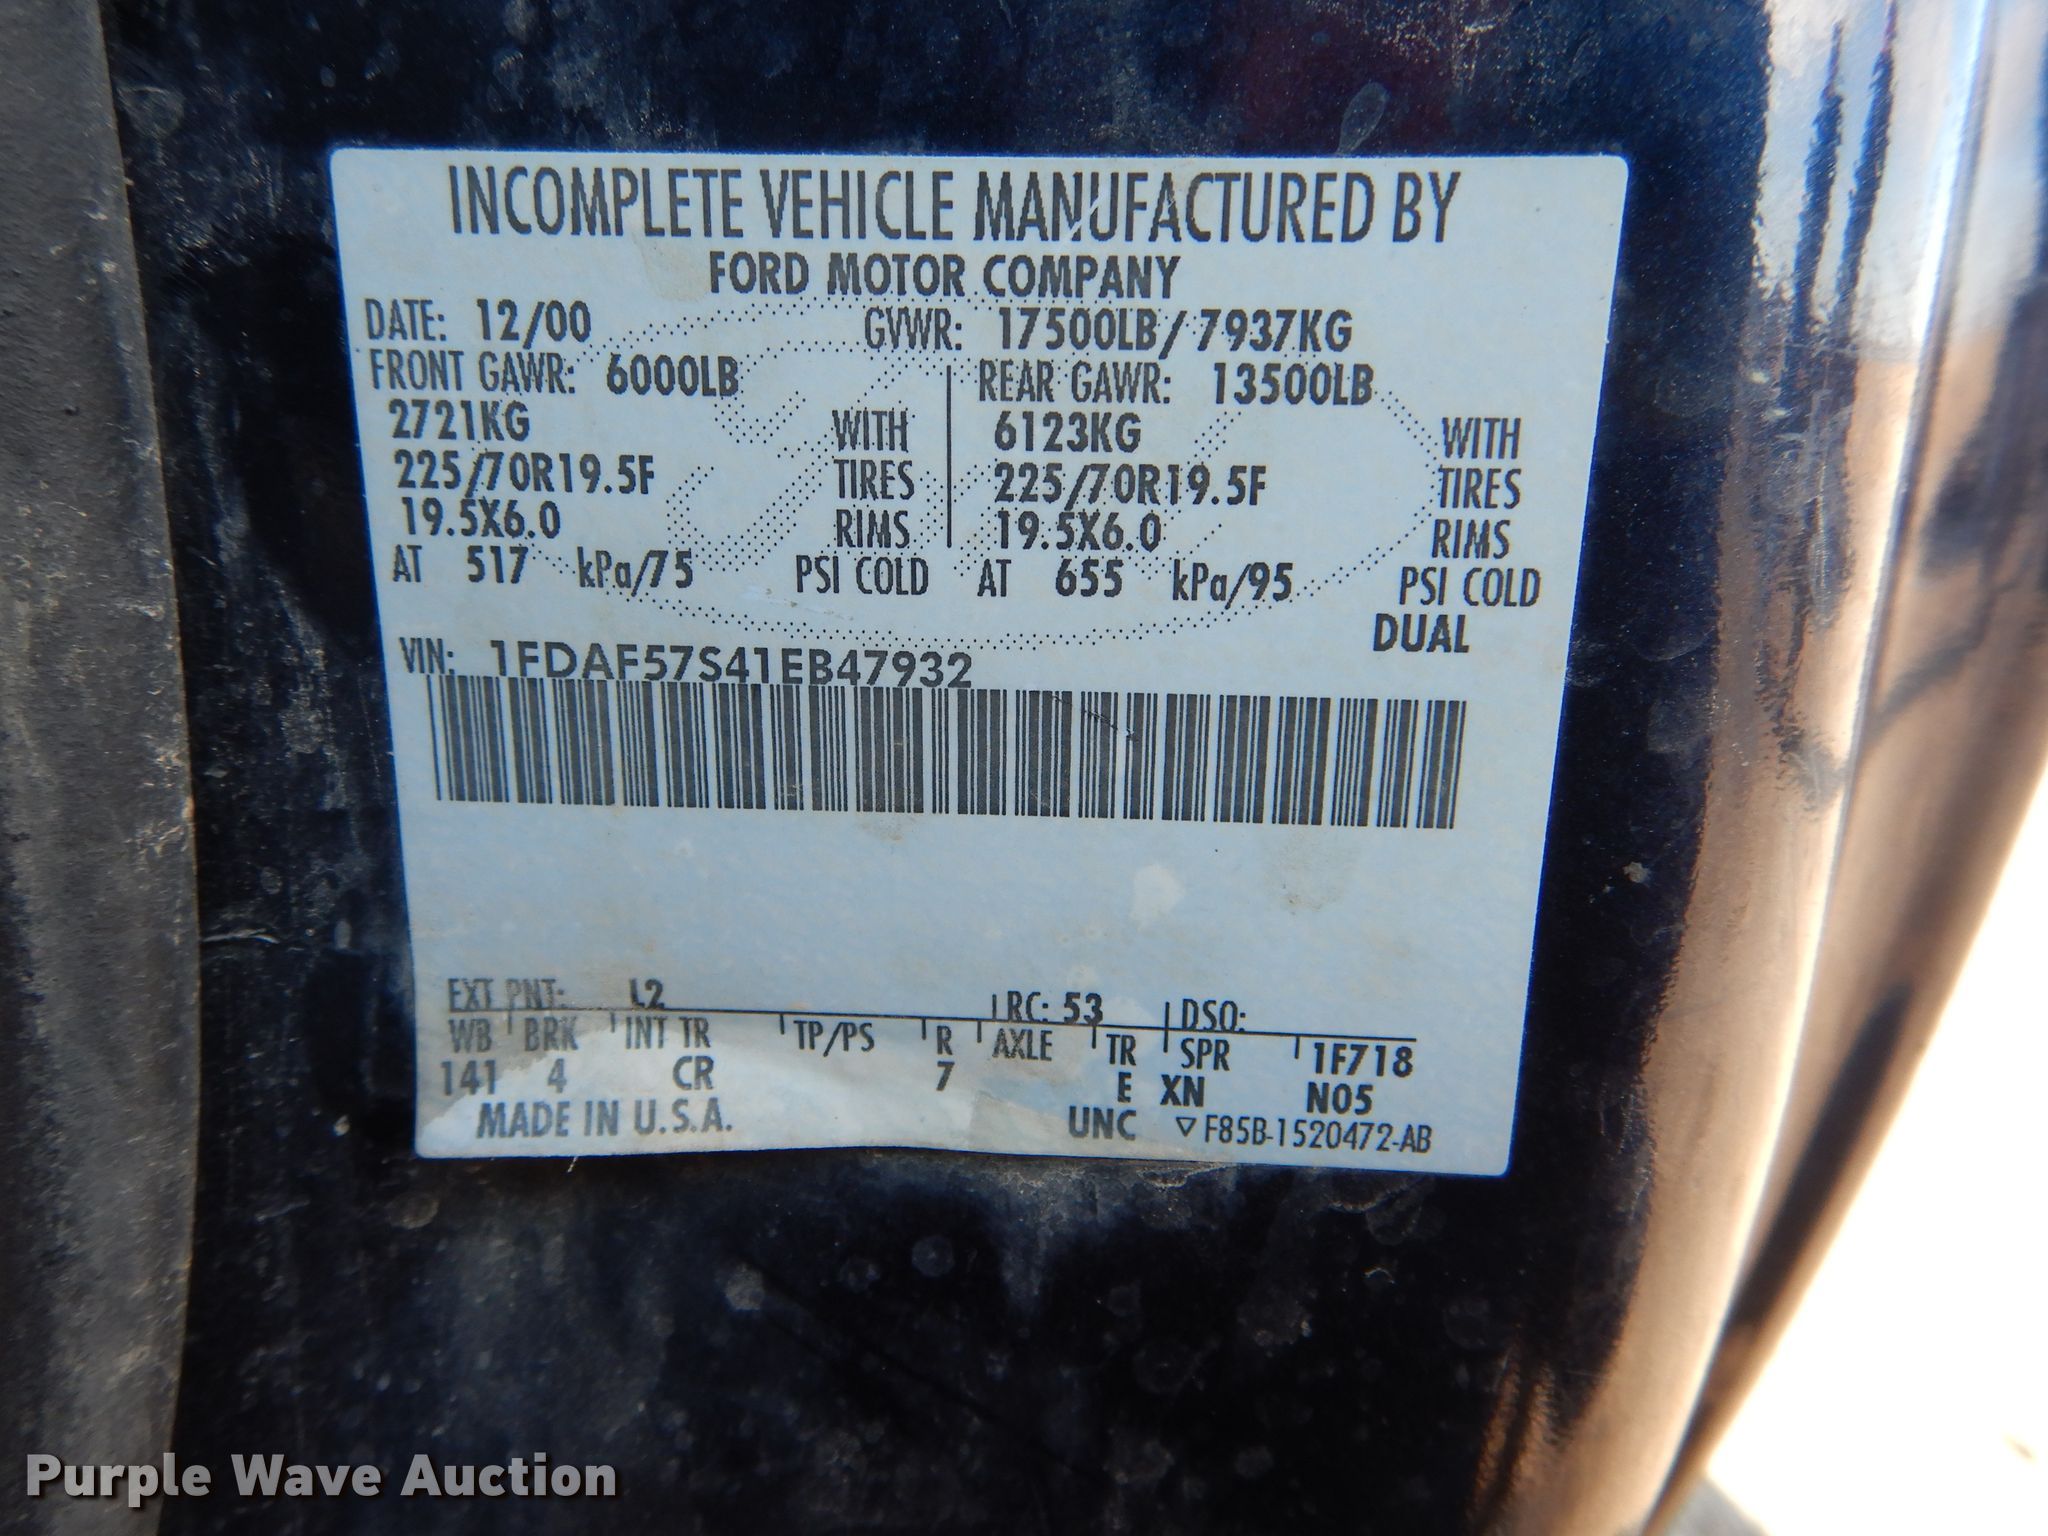 INCOMPLETE VEHICLE MANUFACTURED BY
FORD MOTOR COMPANY
DATE: 12/00 GVWR: 17500LB/7937KG
FRONT GAWR: 6000LB REAR GAWR: 13500LB
2721KG WITH 6123KG WITH
225/70R19.5F TIRES 225/70R19.5F TIRES
19.5X6.0 RIMS 19.5X6.0 RIMS
AT 517 kPa/75 PSI COLD AT 655 kPa/95 PSI COLD
DUAL
VIN: 1FDAF57S41EB47932
EXT PNT: L2 RC: 53 DSO:
WB BRK INT TR TP/PS R AXLE TR SPR 1F718
141 4 CR 7 E XN N05
MADE IN U.S.A. UNC ▽ F85B-1520472-AB
Purple Wave Auction